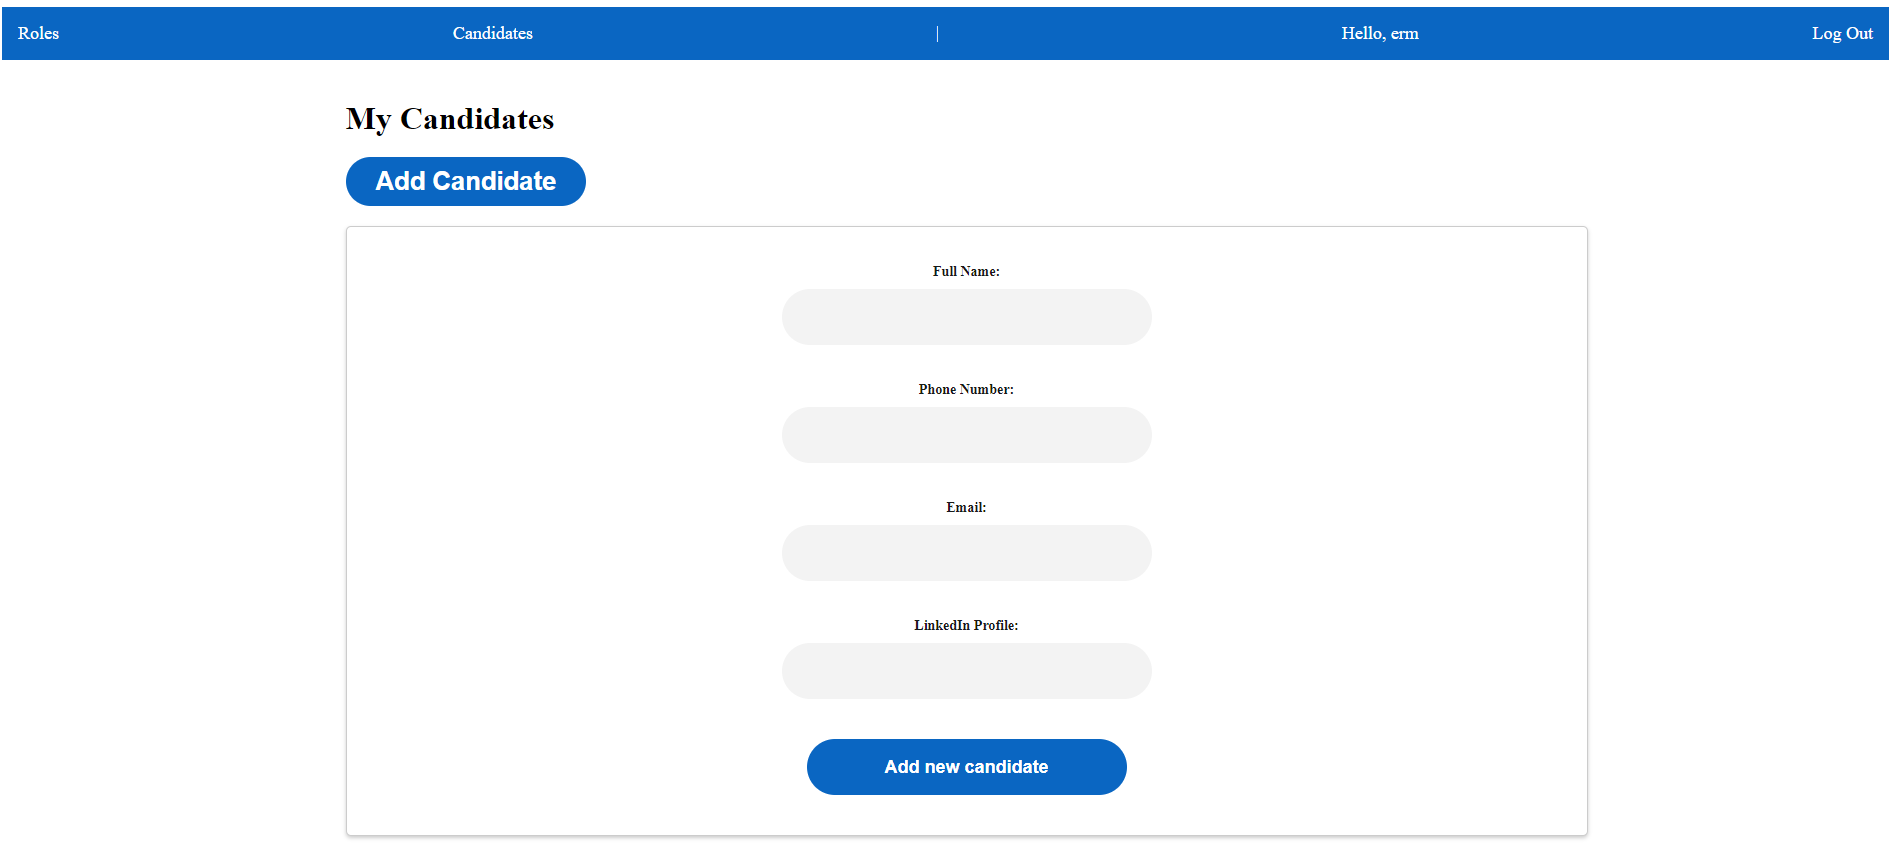 Roles Candidates | Hello, erm Log Out
My Candidates
Add Candidate
Full Name:
Phone Number:
Email:
LinkedIn Profile:
Add new candidate